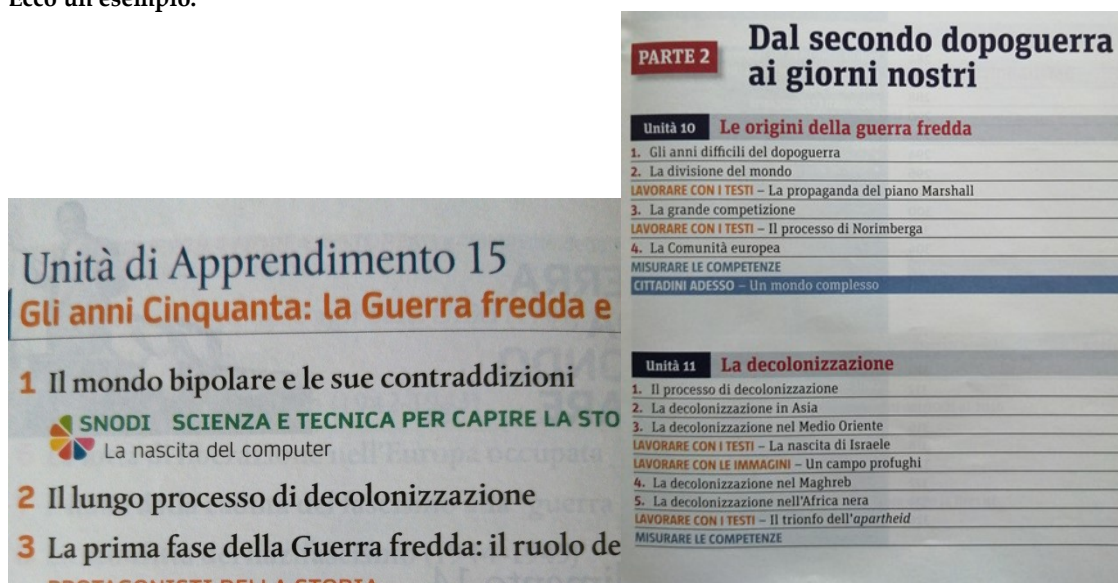 Ecco un esempio:
Unità di Apprendimento 15
Gli anni Cinquanta: la Guerra fredda e
1 Il mondo bipolare e le sue contraddizioni
SNODI SCIENZA E TECNICA PER CAPIRE LA STO
La nascita del computer
2 Il lungo processo di decolonizzazione
3 La prima fase della Guerra fredda: il ruolo de
PROTAGONISTI DELLA STORIA
PARTE 2
Dal secondo dopoguerra
ai giorni nostri
Unità 10 Le origini della guerra fredda
1. Gli anni difficili del dopoguerra
2. La divisione del mondo
LAVORARE CON I TESTI – La propaganda del piano Marshall
3. La grande competizione
LAVORARE CON I TESTI – Il processo di Norimberga
4. La Comunità europea
MISURARE LE COMPETENZE
CITTADINI ADESSO – Un mondo complesso
Unità 11 La decolonizzazione
1. Il processo di decolonizzazione
2. La decolonizzazione in Asia
3. La decolonizzazione nel Medio Oriente
LAVORARE CON I TESTI – La nascita di Israele
LAVORARE CON LE IMMAGINI – Un campo profughi
4. La decolonizzazione nel Maghreb
5. La decolonizzazione nell'Africa nera
LAVORARE CON I TESTI – Il trionfo dell'apartheid
MISURARE LE COMPETENZE